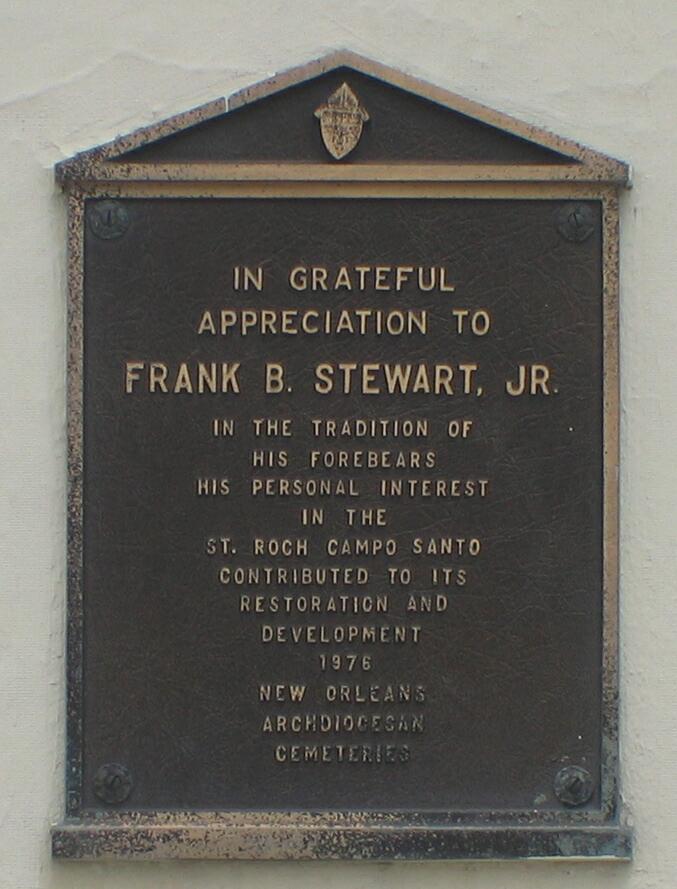 IN GRATEFUL
APPRECIATION TO
FRANK B. STEWART, JR.
IN THE TRADITION OF
HIS FOREBEARS
HIS PERSONAL INTEREST
IN THE
ST. ROCH CAMPO SANTO
CONTRIBUTED TO ITS
RESTORATION AND
DEVELOPMENT
1976
NEW ORLEANS
ARCHDIOCESAN
CEMETERIES